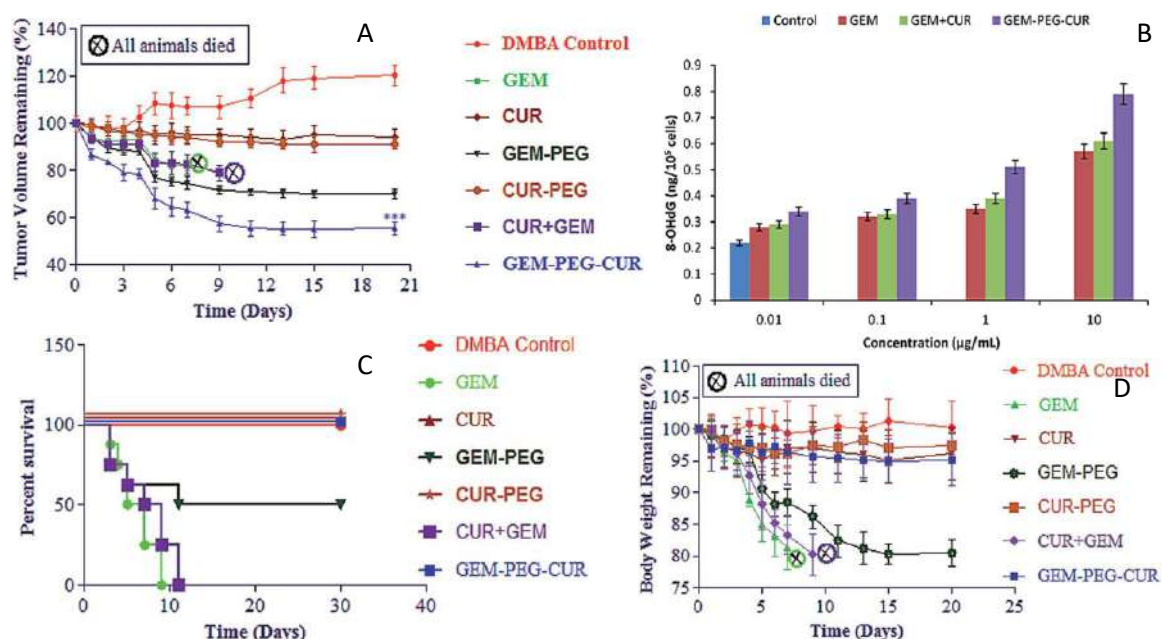 A
All animals died
Tumor Volume Remaining (%)
140
120
100
80
60
40
0 3 6 9 12 15 18 21
Time (Days)
***
DMBA Control
GEM
CUR
GEM-PEG
CUR-PEG
CUR+GEM
GEM-PEG-CUR
Control GEM GEM+CUR GEM-PEG-CUR
B
8-OHdG (ng/10⁵ cells)
0.9
0.8
0.7
0.6
0.5
0.4
0.3
0.2
0.1
0
0.01 0.1 1 10
Concentration (µg/mL)
C
Percent survival
150
100
50
0
0 10 20 30 40
Time (Days)
DMBA Control
GEM
CUR
GEM-PEG
CUR-PEG
CUR+GEM
GEM-PEG-CUR
All animals died
D
Body Weight Remaining (%)
110
105
100
95
90
85
80
75
0 5 10 15 20 25
Time (Days)
DMBA Control
GEM
CUR
GEM-PEG
CUR-PEG
CUR+GEM
GEM-PEG-CUR